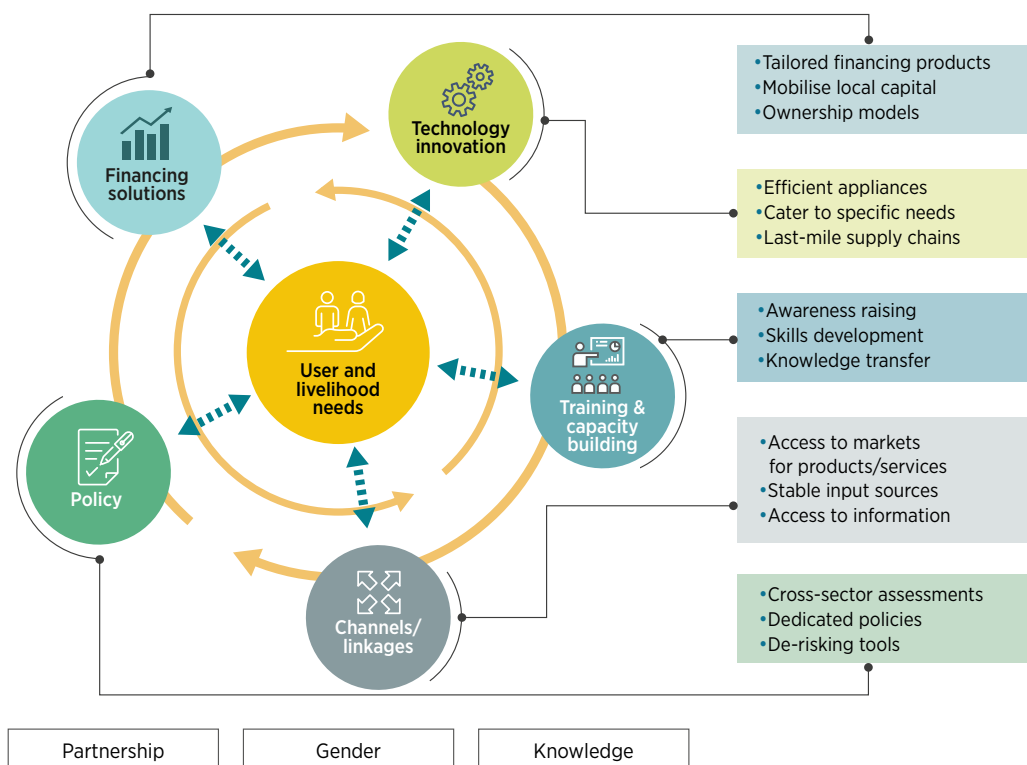 Financing
solutions
Technology
innovation
User and
livelihood
needs
Training &
capacity
building
Policy
Channels/
linkages
•Tailored financing products
•Mobilise local capital
•Ownership models
•Efficient appliances
•Cater to specific needs
•Last-mile supply chains
•Awareness raising
•Skills development
•Knowledge transfer
•Access to markets
for products/services
•Stable input sources
•Access to information
•Cross-sector assessments
•Dedicated policies
•De-risking tools
Partnership
Gender
Knowledge